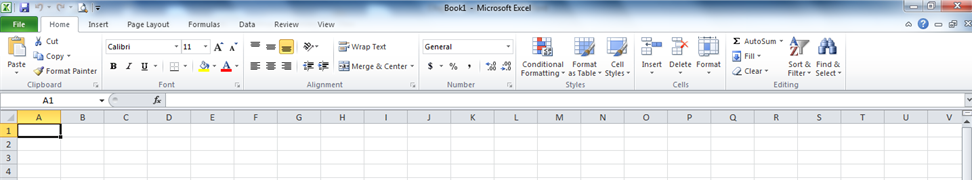 Book1 - Microsoft Excel
File Home Insert Page Layout Formulas Data Review View
Paste Cut Copy Format Painter
Clipboard
Calibri 11 A A
B I U A
Font
Wrap Text
Merge & Center
Alignment
General
$ % , .0 .00 .00 .0
Number
Conditional Formatting Format as Table Cell Styles
Styles
Insert Delete Format
Cells
Σ AutoSum Fill Clear Sort & Filter Find & Select
Editing
A1 fx
A B C D E F G H I J K L M N O P Q R S T U V
1
2
3
4